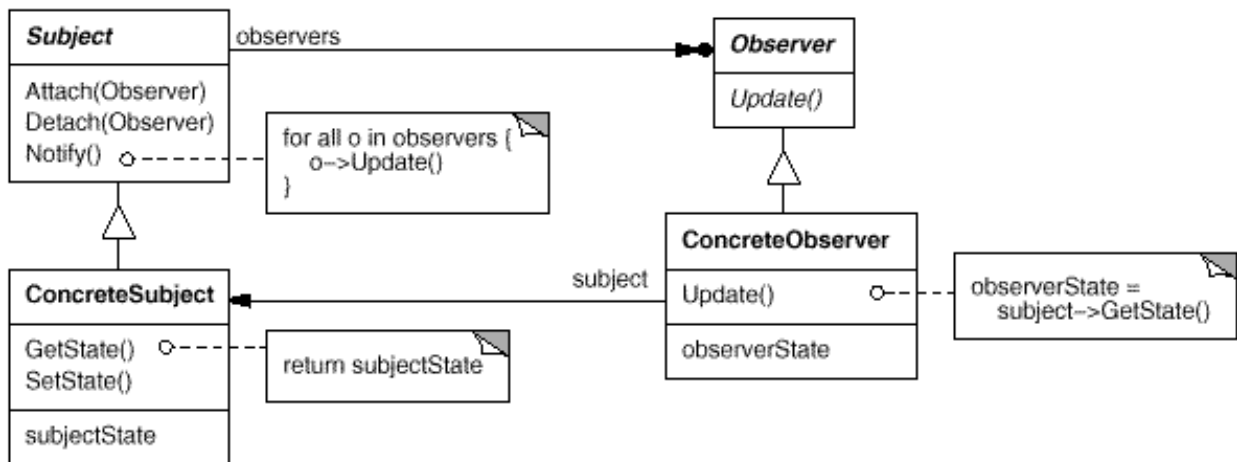 Subject
Attach(Observer)
Detach(Observer)
Notify()
observers
Observer
Update()
for all o in observers {
o->Update()
}
ConcreteSubject
GetState()
SetState()
subjectState
return subjectState
subject
ConcreteObserver
Update()
observerState
observerState =
subject->GetState()